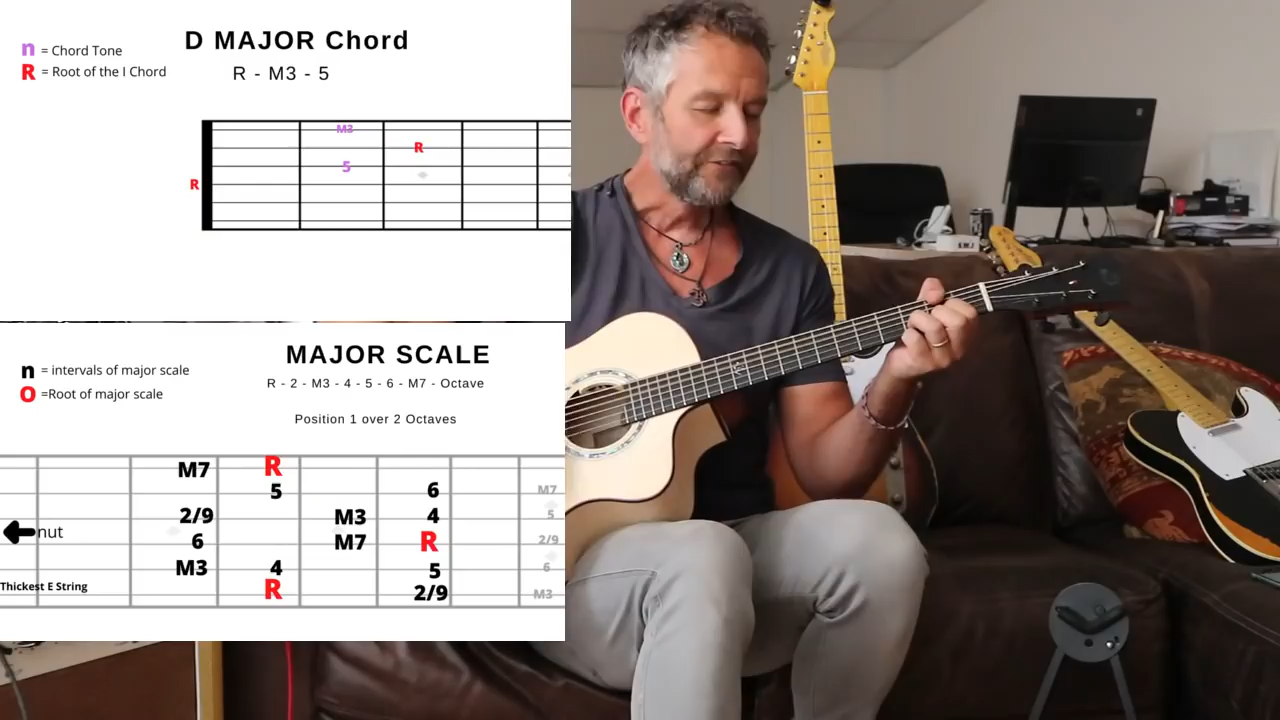 D MAJOR Chord
n = Chord Tone
R = Root of the I Chord
R - M3 - 5
M3
R
5
R
MAJOR SCALE
n = intervals of major scale
R - 2 - M3 - 4 - 5 - 6 - M7 - Octave
O =Root of major scale
Position 1 over 2 Octaves
M7 R
5 6 M7
2/9 M3 4 5
nut
6 M7 R 2/9
M3 4 5 6
Thickest E String
R 2/9 M3